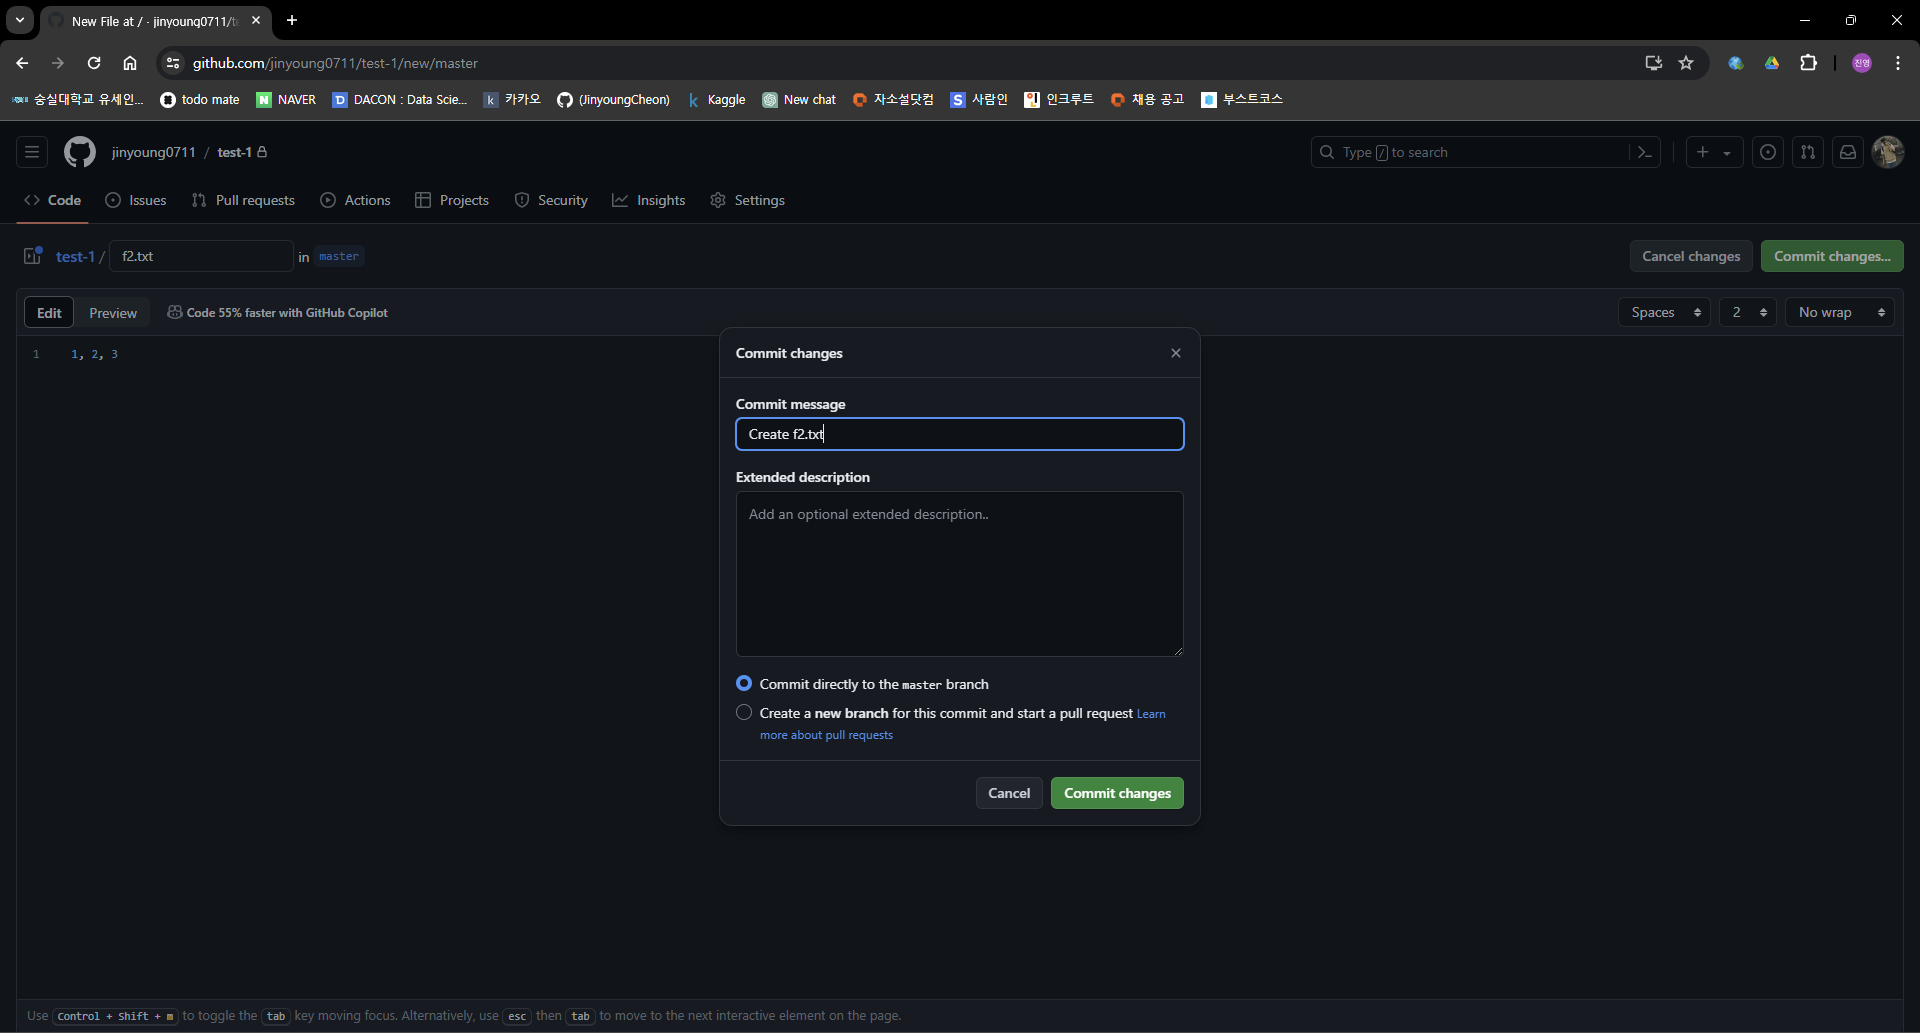 New File at / · jinyoung0711/te
github.com/jinyoung0711/test-1/new/master
진영
숭실대학교 유세인...
todo mate
N NAVER
D DACON : Data Scie...
k 카카오
(JinyoungCheon)
k Kaggle
New chat
자소설닷컴
S 사람인
인크루트
채용 공고
부스트코스
jinyoung0711 / test-1
Type / to search
Code
Issues
Pull requests
Actions
Projects
Security
Insights
Settings
test-1 / f2.txt in master
Cancel changes
Commit changes...
Edit
Preview
Code 55% faster with GitHub Copilot
Spaces
2
No wrap
1 1, 2, 3
Commit changes
Commit message
Create f2.txt
Extended description
Add an optional extended description..
Commit directly to the master branch
Create a new branch for this commit and start a pull request Learn
more about pull requests
Cancel
Commit changes
Use Control + Shift + m to toggle the tab key moving focus. Alternatively, use esc then tab to move to the next interactive element on the page.